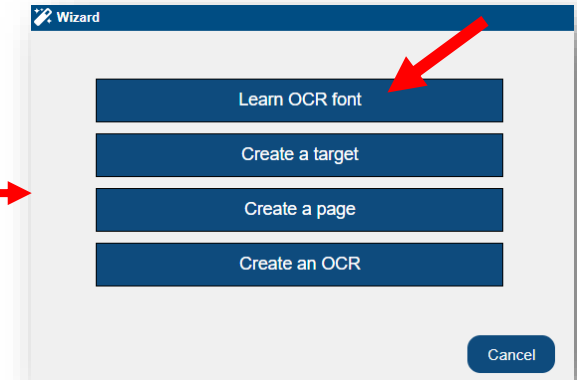 Wizard
Learn OCR font
Create a target
Create a page
Create an OCR
Cancel